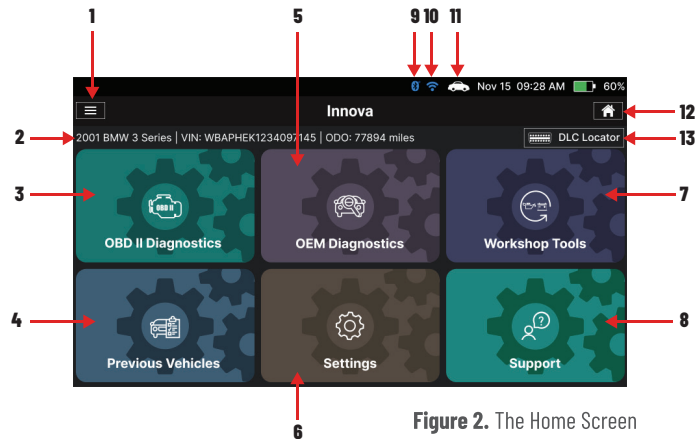 1 5 9 10 11
Nov 15 09:28 AM 60%
Innova
12
2 2001 BMW 3 Series | VIN: WBAPHEK1234097145 | ODO: 77894 miles DLC Locator 13
OBD II
3 7
OBD II Diagnostics OEM Diagnostics Workshop Tools
4 8
Previous Vehicles Settings Support
6
Figure 2. The Home Screen